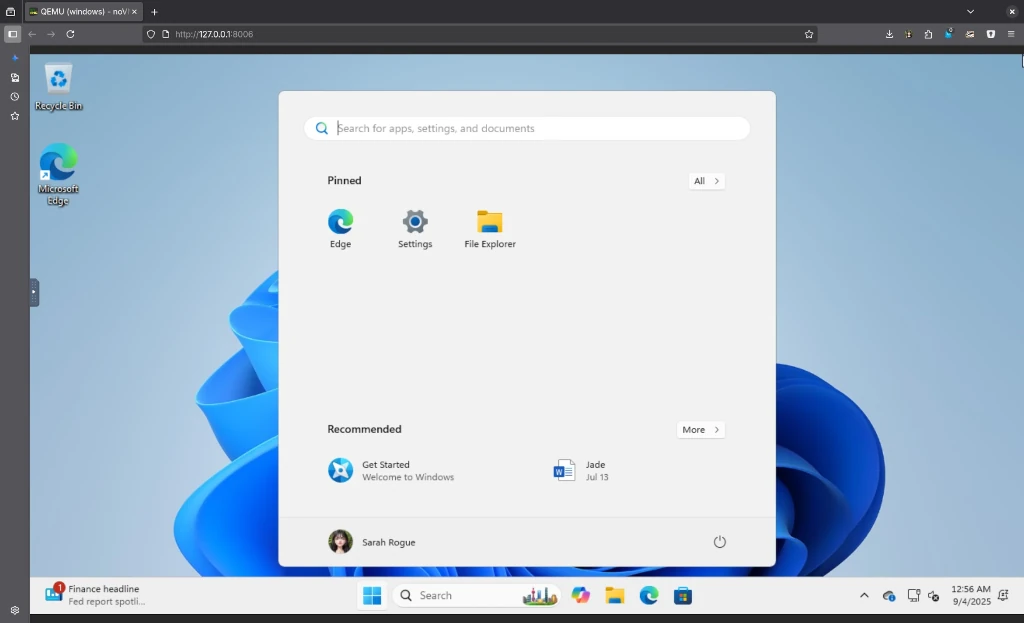 QEMU (windows) - noV
http://127.0.0.1:8006
Recycle Bin
Microsoft
Edge
Search for apps, settings, and documents
Pinned
All
Edge
Settings
File Explorer
Recommended
More
Get Started
Welcome to Windows
Jade
Jul 13
Sarah Rogue
1
Finance headline
Fed report spotli...
Search
12:56 AM
9/4/2025